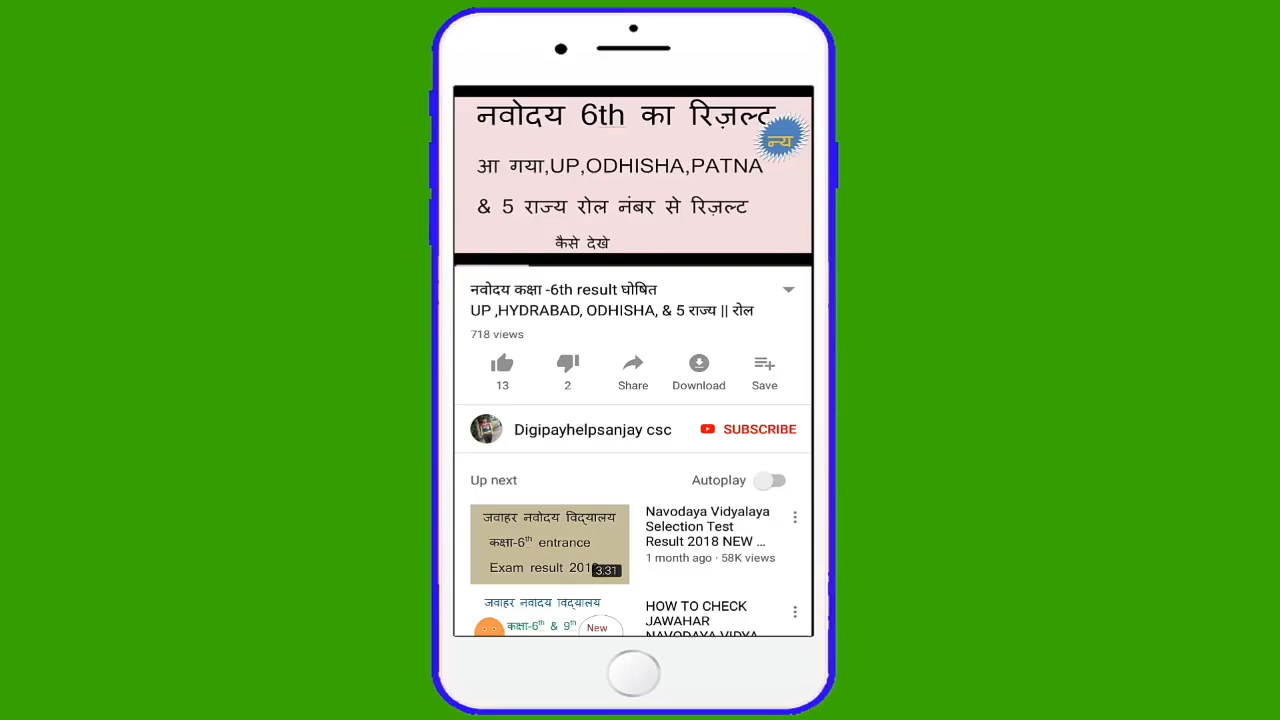 नवोदय 6th का रिज़ल्ट
न्य
आ गया,UP,ODHISHA,PATNA
& 5 राज्य रोल नंबर से रिज़ल्ट
कैसे देखे
नवोदय कक्षा -6th result घोषित
UP ,HYDRABAD, ODHISHA, & 5 राज्य || रोल
718 views
13
2
Share
Download
Save
Digipayhelpsanjay csc
SUBSCRIBE
Up next
Autoplay
जवाहर नवोदय विद्यालय
कक्षा-6th entrance
Exam result 201
3:31
Navodaya Vidyalaya
Selection Test
Result 2018 NEW ...
1 month ago · 58K views
जवाहर नवोदय विद्यालय
कक्षा-6th & 9th
New
HOW TO CHECK
JAWAHAR
NAVODAYA VIDYA